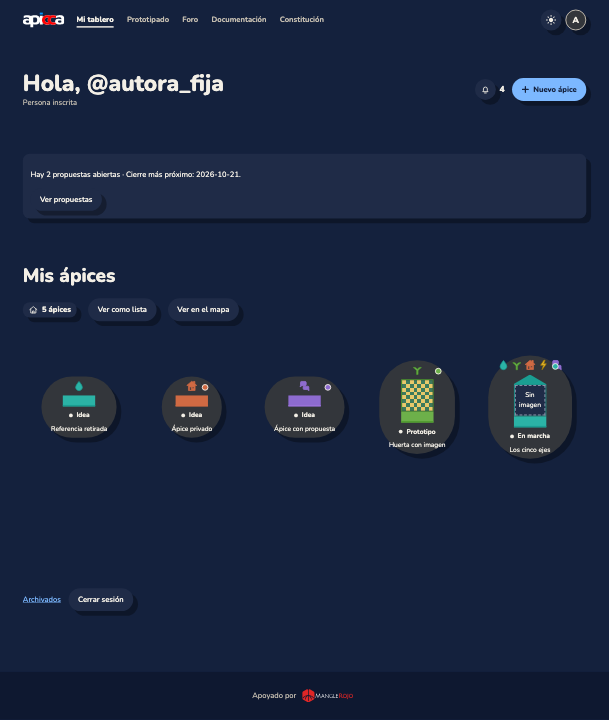 apicca
Mi tablero Prototipado Foro Documentación Constitución
A
Hola, @autora_fija
Persona inscrita
4
+ Nuevo ápice
Hay 2 propuestas abiertas · Cierre más próximo: 2026-10-21.
Ver propuestas
Mis ápices
5 ápices Ver como lista Ver en el mapa
Idea
Referencia retirada
Idea
Ápice privado
Idea
Ápice con propuesta
Prototipo
Huerta con imagen
Sin
imagen
En marcha
Los cinco ejes
Archivados Cerrar sesión
Apoyado por MANGLEROJO